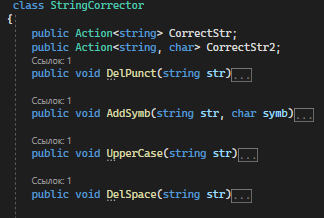 class StringCorrector
{
public Action<string> CorrectStr;
public Action<string, char> CorrectStr2;
Ссылок: 1
public void DelPunct(string str)...
Ссылок: 1
public void AddSymb(string str, char symb)...
Ссылок: 1
public void UpperCase(string str)...
Ссылок: 1
public void DelSpace(string str)...